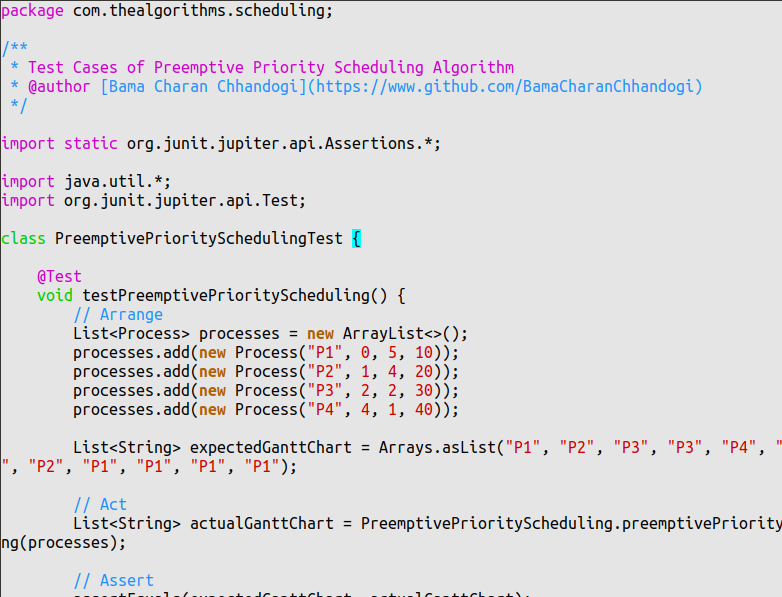 package com.thealgorithms.scheduling;
/**
 * Test Cases of Preemptive Priority Scheduling Algorithm
 * @author [Bama Charan Chhandogi](https://www.github.com/BamaCharanChhandogi)
 */
import static org.junit.jupiter.api.Assertions.*;
import java.util.*;
import org.junit.jupiter.api.Test;
class PreemptivePrioritySchedulingTest {
    @Test
    void testPreemptivePriorityScheduling() {
        // Arrange
        List<Process> processes = new ArrayList<>();
        processes.add(new Process("P1", 0, 5, 10));
        processes.add(new Process("P2", 1, 4, 20));
        processes.add(new Process("P3", 2, 2, 30));
        processes.add(new Process("P4", 4, 1, 40));
        List<String> expectedGanttChart = Arrays.asList("P1", "P2", "P3", "P3", "P4", "
", "P2", "P1", "P1", "P1", "P1");
        // Act
        List<String> actualGanttChart = PreemptivePriorityScheduling.preemptivePriority
ng(processes);
        // Assert